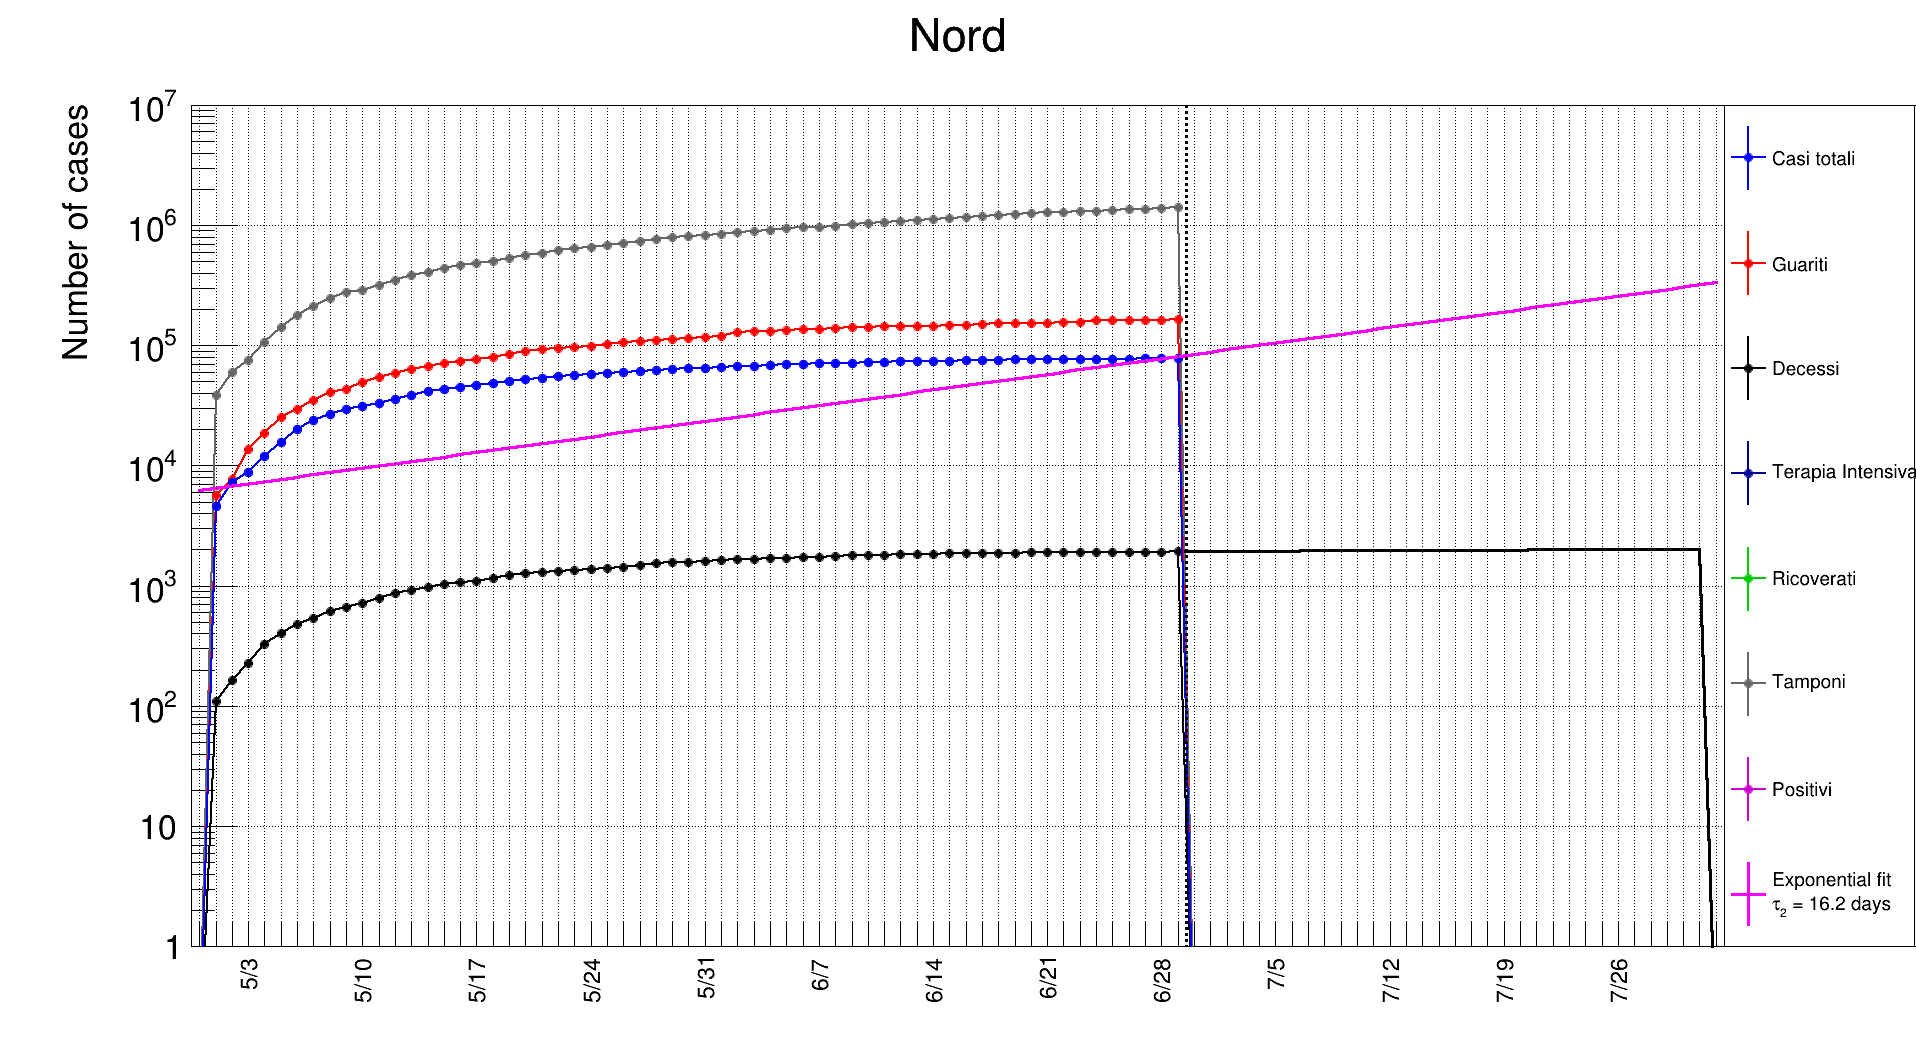 Nord
Number of cases
10^7
10^6
10^5
10^4
10^3
10^2
10
1
5/3
5/10
5/17
5/24
5/31
6/7
6/14
6/21
6/28
7/5
7/12
7/19
7/26
Casi totali
Guariti
Decessi
Terapia Intensiva
Ricoverati
Tamponi
Positivi
Exponential fit
τ_2 = 16.2 days